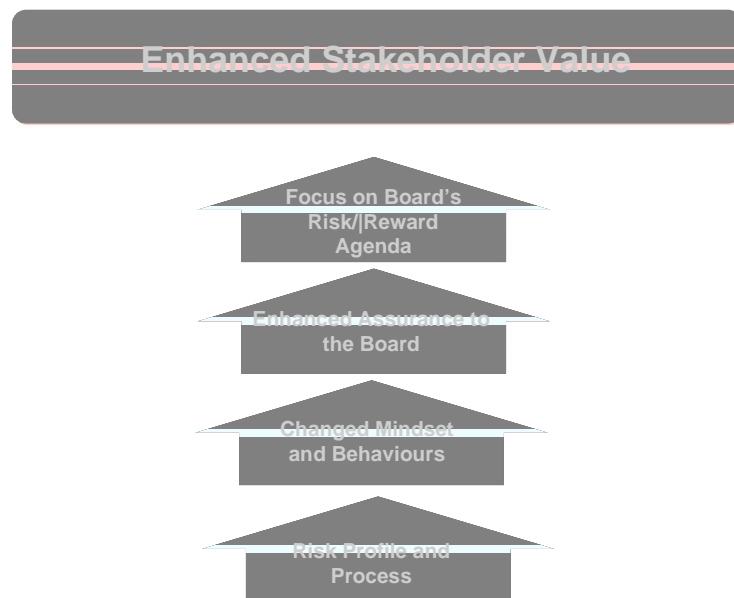 Enhanced Stakeholder Value
Focus on Board’s
Risk/|Reward
Agenda
Enhanced Assurance to
the Board
Changed Mindset
and Behaviours
Risk Profile and
Process